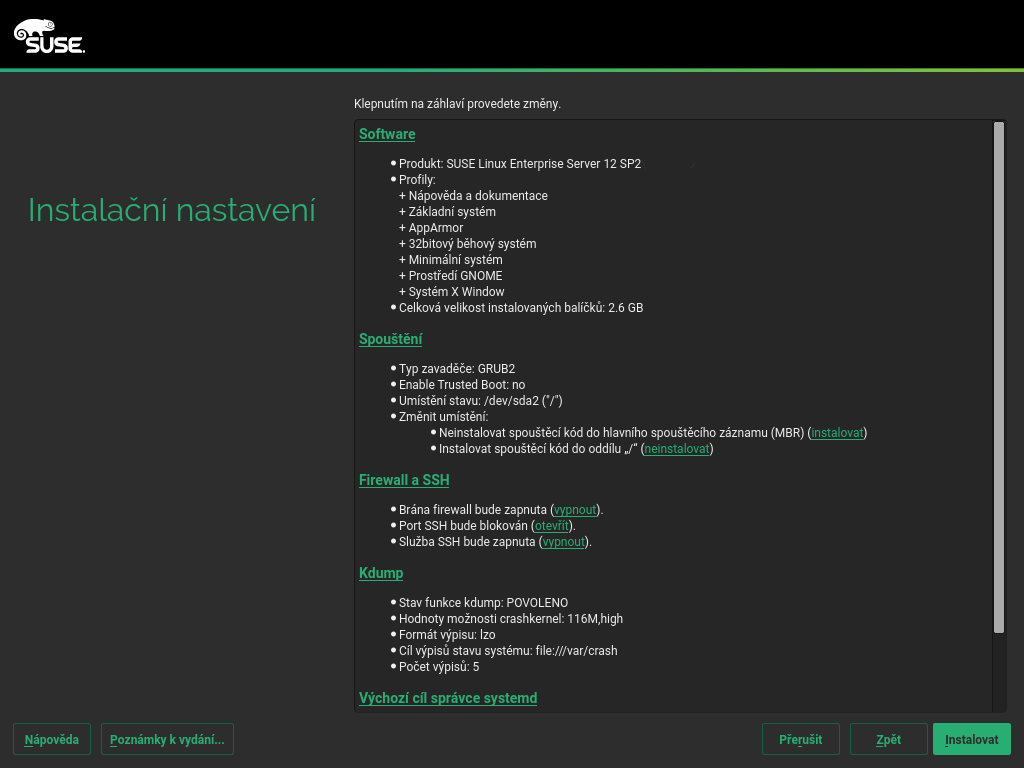 SUSE
Klepnutím na záhlaví provedete změny.
Instalační nastavení
Software
Produkt: SUSE Linux Enterprise Server 12 SP2
Profily:
+ Nápověda a dokumentace
+ Základní systém
+ AppArmor
+ 32bitový běhový systém
+ Minimální systém
+ Prostředí GNOME
+ Systém X Window
Celková velikost instalovaných balíčků: 2.6 GB
Spouštění
Typ zavaděče: GRUB2
Enable Trusted Boot: no
Umístění stavu: /dev/sda2 ("/")
Změnit umístění:
Neinstalovat spouštěcí kód do hlavního spouštěcího záznamu (MBR) (instalovat)
Instalovat spouštěcí kód do oddílu „/“ (neinstalovat)
Firewall a SSH
Brána firewall bude zapnuta (vypnout).
Port SSH bude blokován (otevřít).
Služba SSH bude zapnuta (vypnout).
Kdump
Stav funkce kdump: POVOLENO
Hodnoty možnosti crashkernel: 116M,high
Formát výpisu: lzo
Cíl výpisů stavu systému: file:///var/crash
Počet výpisů: 5
Výchozí cíl správce systemd
Nápověda
Poznámky k vydání...
Přerušit
Zpět
Instalovat